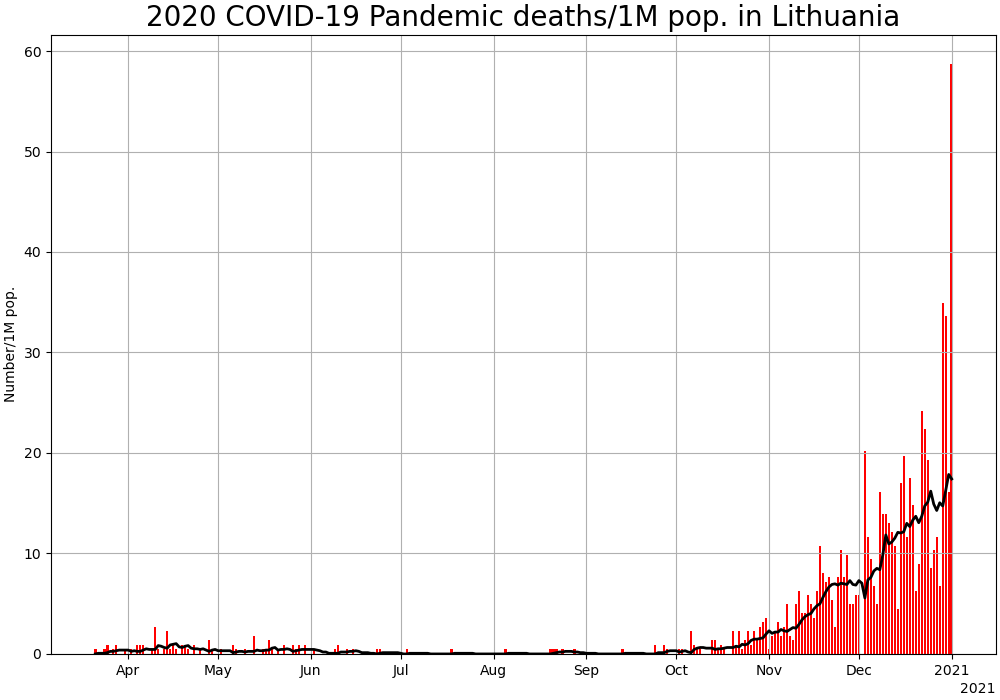 2020 COVID-19 Pandemic deaths/1M pop. in Lithuania
Number/1M pop.
60
50
40
30
20
10
0
Apr May Jun Jul Aug Sep Oct Nov Dec 2021
2021